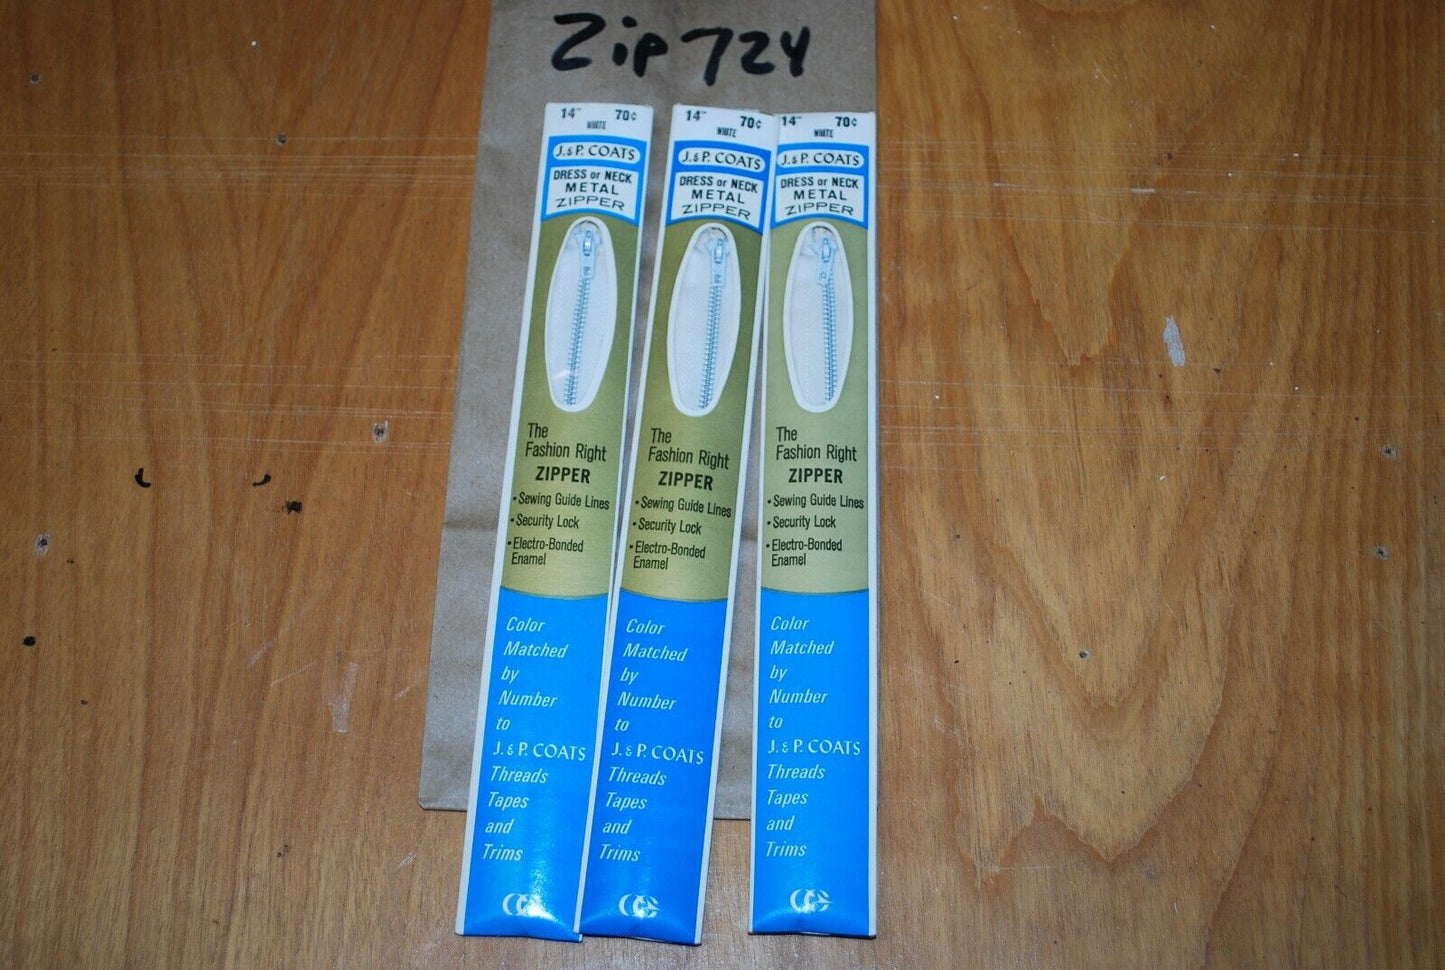 Zip 724
14" 70¢
WHITE
J. & P. COATS
DRESS or NECK
METAL
ZIPPER
The
Fashion Right
ZIPPER
• Sewing Guide Lines
• Security Lock
• Electro-Bonded
Enamel
Color
Matched
by
Number
to
J. & P. COATS
Threads
Tapes
and
Trims
14" 70¢
WHITE
J. & P. COATS
DRESS or NECK
METAL
ZIPPER
The
Fashion Right
ZIPPER
• Sewing Guide Lines
• Security Lock
• Electro-Bonded
Enamel
Color
Matched
by
Number
to
J. & P. COATS
Threads
Tapes
and
Trims
14" 70¢
WHITE
J. & P. COATS
DRESS or NECK
METAL
ZIPPER
The
Fashion Right
ZIPPER
• Sewing Guide Lines
• Security Lock
• Electro-Bonded
Enamel
Color
Matched
by
Number
to
J. & P. COATS
Threads
Tapes
and
Trims